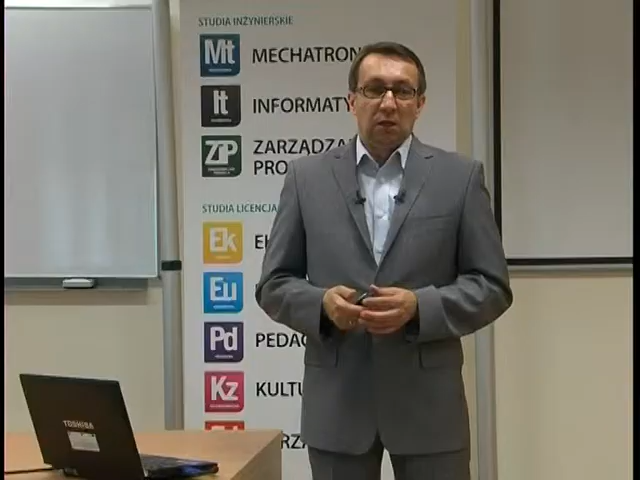 STUDIA INŻYNIERSKIE
Mt MECHATRON
It INFORMATY
ZP ZARZĄDZA
PRO
STUDIA LICENCJA
Ek
Eu
Pd PEDAG
Kz KULTU
TOSHIBA